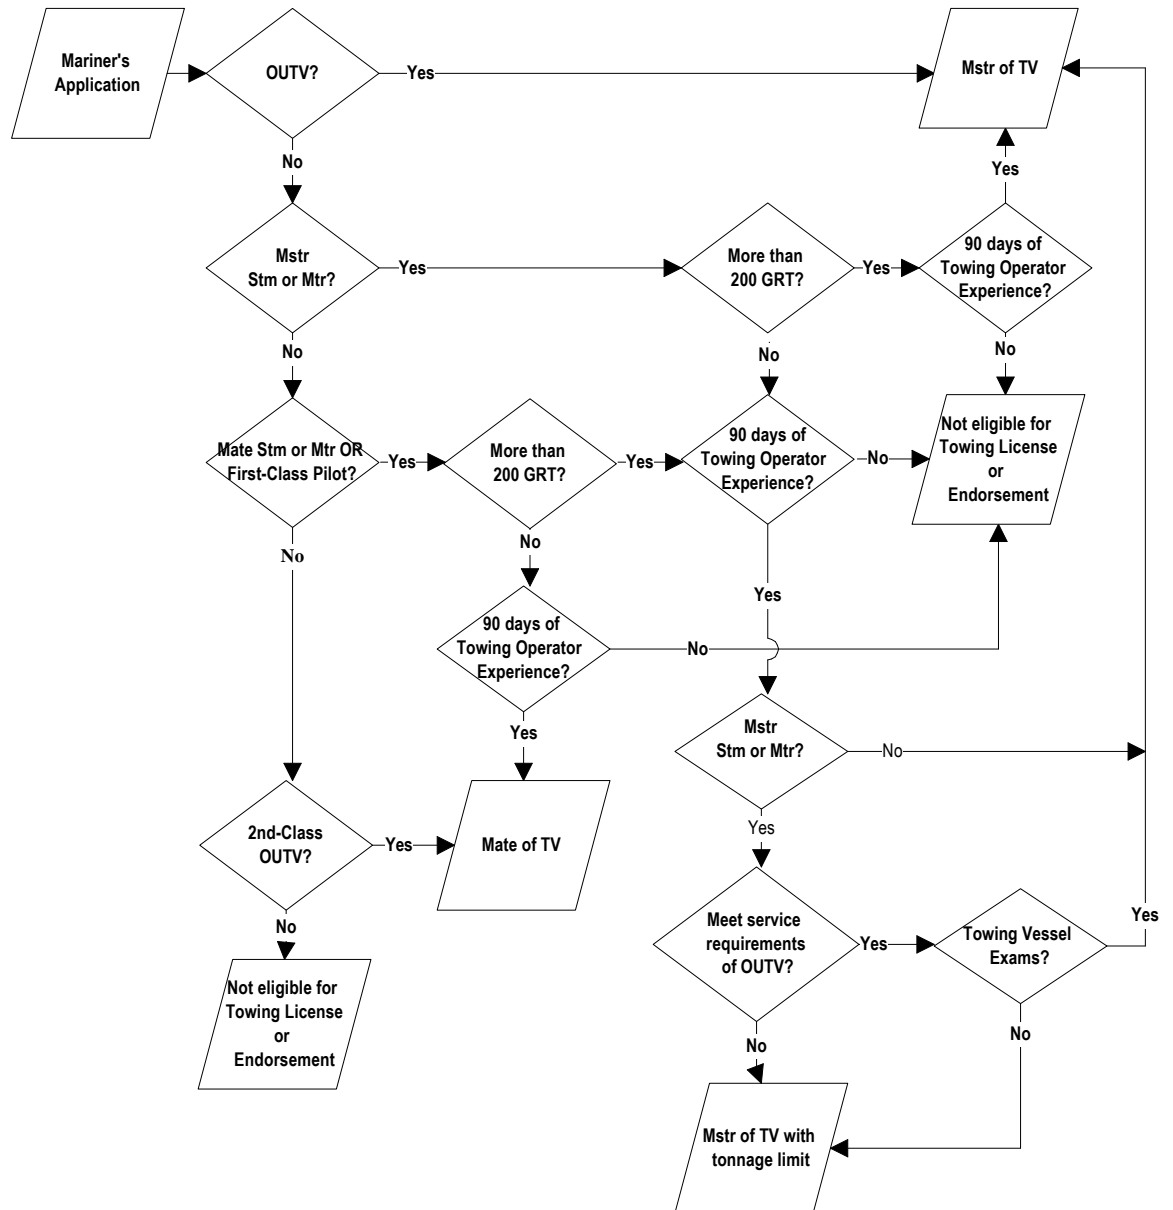 Mariner's
Application
OUTV?
Yes
Mstr of TV
No
Yes
Mstr
Stm or Mtr?
Yes
More than
200 GRT?
Yes
90 days of
Towing Operator
Experience?
No
No
No
Mate Stm or Mtr OR
First-Class Pilot?
Yes
More than
200 GRT?
Yes
90 days of
Towing Operator
Experience?
No
Not eligible for
Towing License
or
Endorsement
No
No
Yes
90 days of
Towing Operator
Experience?
No
Yes
Mstr
Stm or Mtr?
No
2nd-Class
OUTV?
Yes
Mate of TV
Yes
No
Meet service
requirements
of OUTV?
Yes
Towing Vessel
Exams?
Yes
Not eligible for
Towing License
or
Endorsement
No
No
Mstr of TV with
tonnage limit